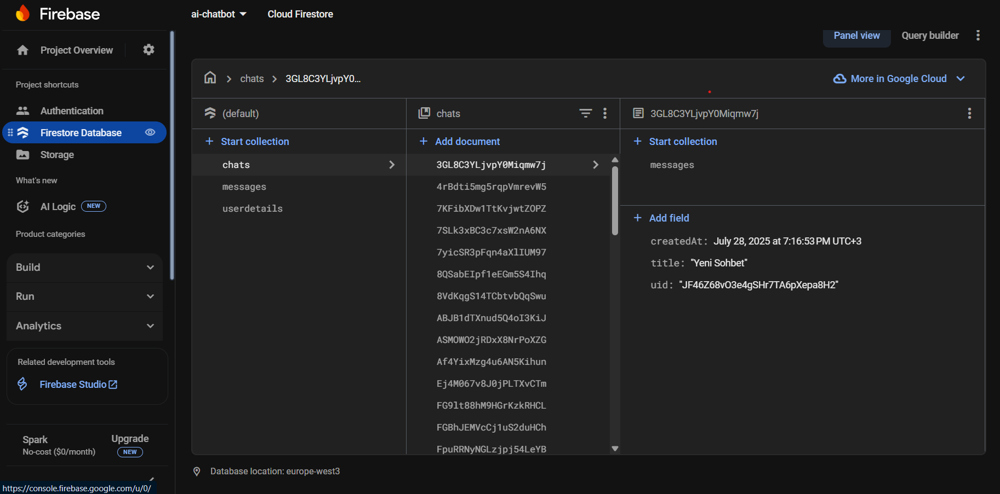 Firebase
ai-chatbot
Cloud Firestore
Project Overview
Project shortcuts
Authentication
Firestore Database
Storage
What's new
AI Logic NEW
Product categories
Build
Run
Analytics
Related development tools
Firebase Studio
Spark
No-cost ($0/month)
Upgrade
NEW
https://console.firebase.google.com/u/0/
Panel view
Query builder
chats
3GL8C3YLjvpY0...
More in Google Cloud
(default)
Start collection
chats
messages
userdetails
chats
Add document
3GL8C3YLjvpY0Miqmw7j
4rBdti5mg5rqpVmrevW5
7KFibXDw1TtKvjwtZOPZ
7SLk3xBC3c7xsW2nA6NX
7yicSR3pFqn4aXlIUM97
8QSabEIpf1eEGm5S4Ihq
8VdKqgS14TCbtvbQqSwu
ABJB1dTXnud5Q4oI3KiJ
ASMOWO2jRDxX8NrPoXZG
Af4YixMzg4u6AN5Kihun
Ej4M067v8J0jPLTXvCTm
FG9lt88hM9HGrKzkRHCL
FGBhJEMVcCj1uS2duHCh
FpuRRNyNGLzjpj54LeYB
3GL8C3YLjvpY0Miqmw7j
Start collection
messages
Add field
createdAt: July 28, 2025 at 7:16:53 PM UTC+3
title: "Yeni Sohbet"
uid: "JF46Z68vO3e4gSHr7TA6pXepa8H2"
Database location: europe-west3